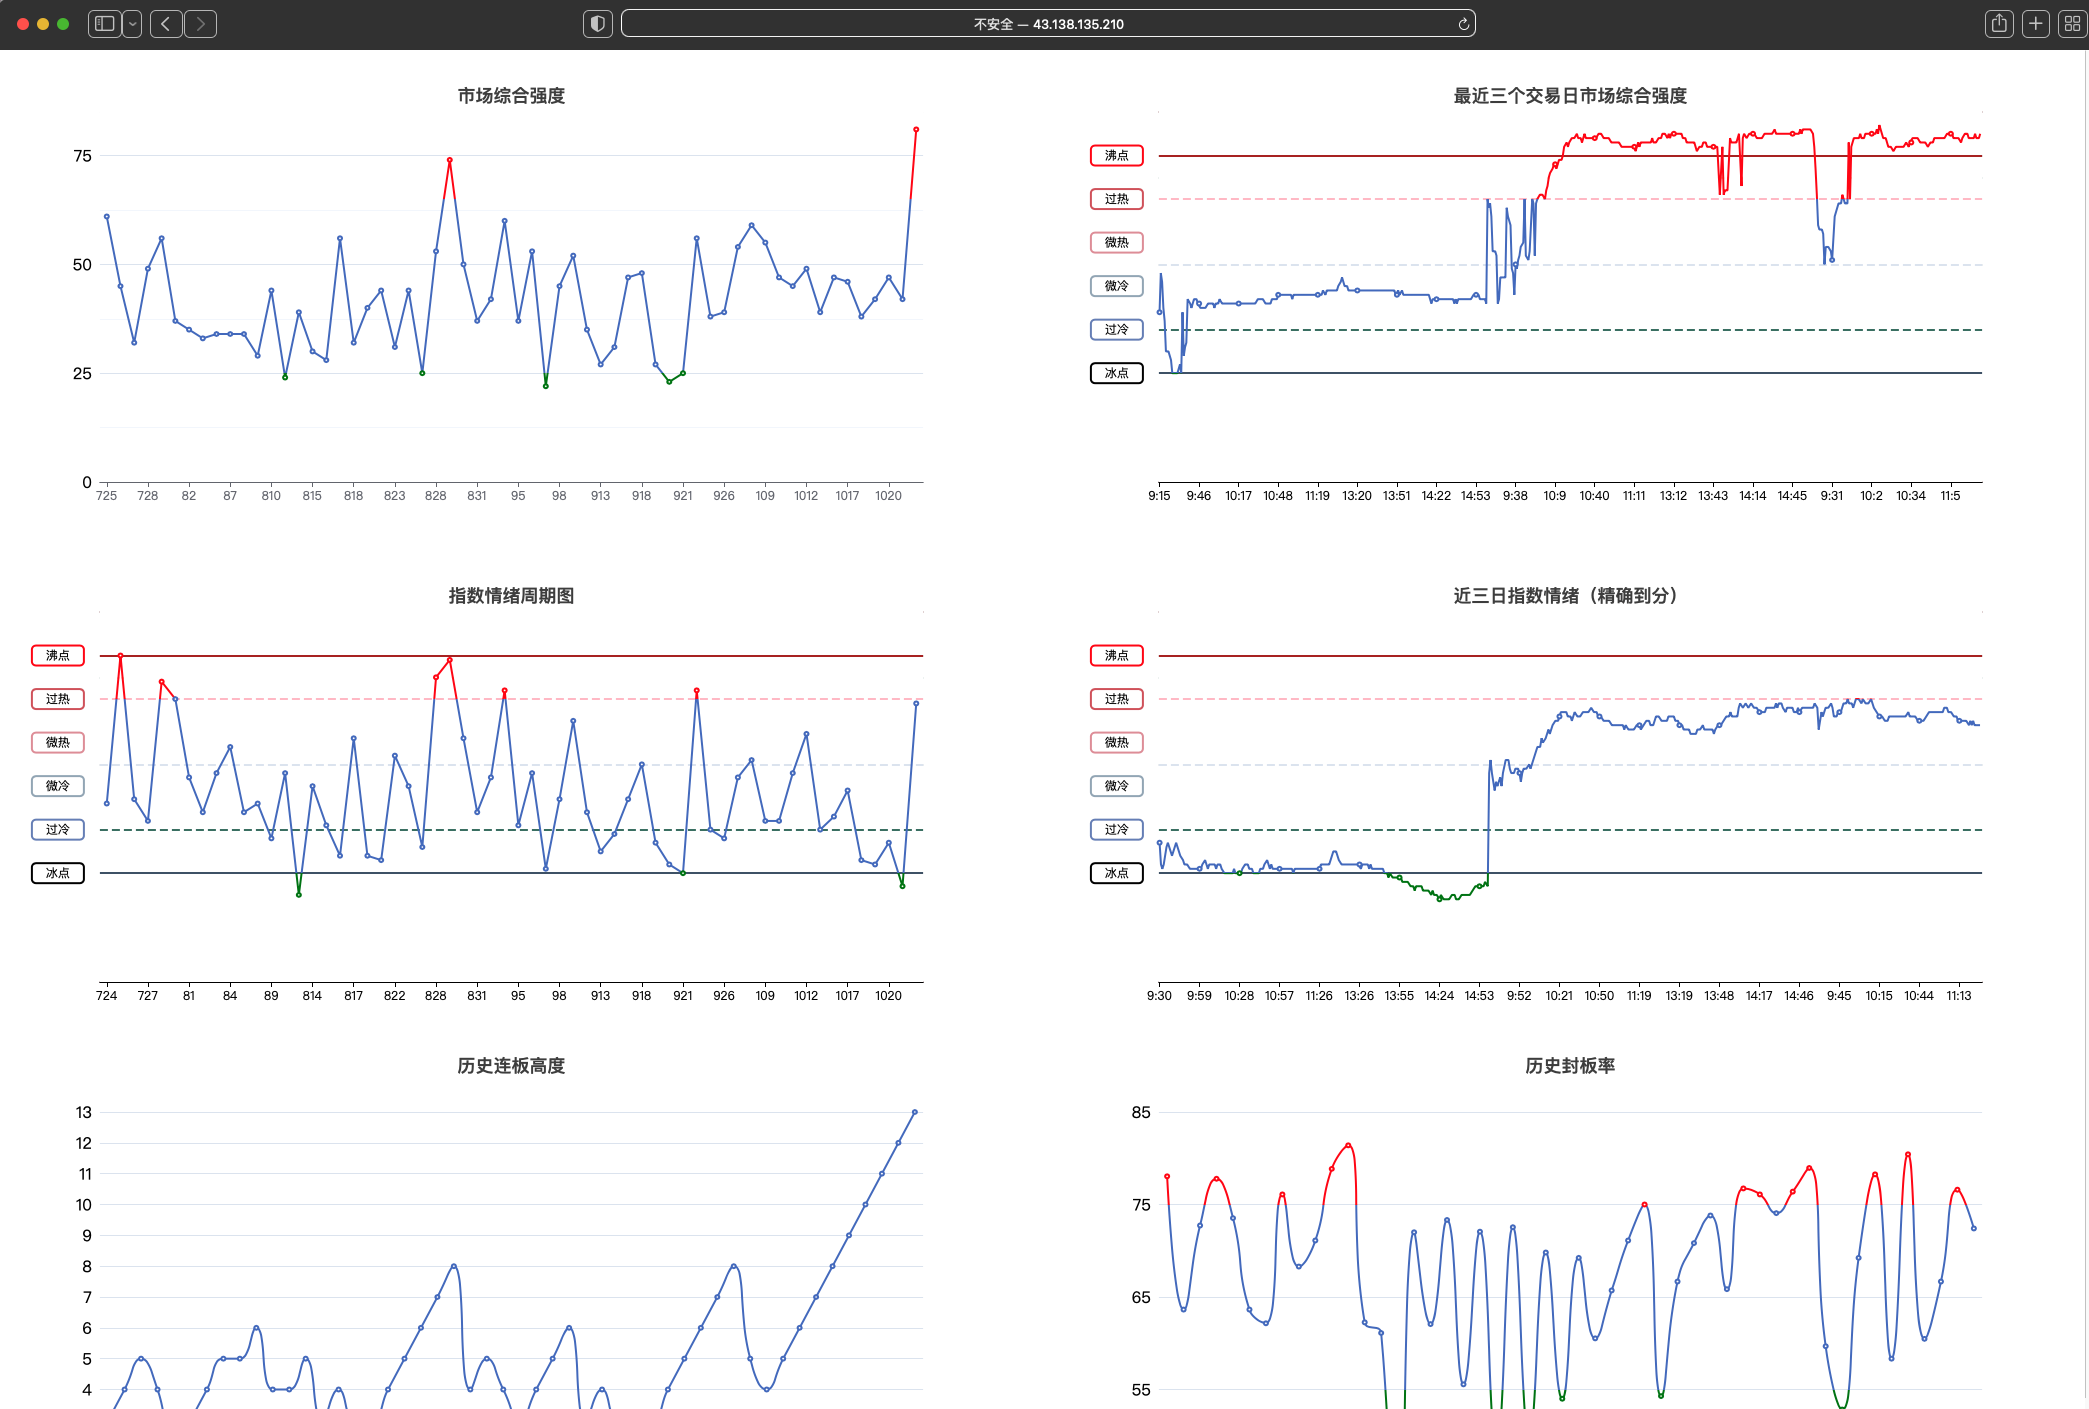 不安全 — 43.138.135.210
市场综合强度
75
50
25
0
725 728 82 87 810 815 818 823 828 831 95 98 913 918 921 926 109 1012 1017 1020
最近三个交易日市场综合强度
沸点
过热
微热
微冷
过冷
冰点
9:15 9:46 10:17 10:48 11:19 13:20 13:51 14:22 14:53 9:38 10:9 10:40 11:11 13:12 13:43 14:14 14:45 9:31 10:2 10:34 11:5
指数情绪周期图
沸点
过热
微热
微冷
过冷
冰点
724 727 81 84 89 814 817 822 828 831 95 98 913 918 921 926 109 1012 1017 1020
近三日指数情绪（精确到分）
沸点
过热
微热
微冷
过冷
冰点
9:30 9:59 10:28 10:57 11:26 13:26 13:55 14:24 14:53 9:52 10:21 10:50 11:19 13:19 13:48 14:17 14:46 9:45 10:15 10:44 11:13
历史连板高度
13
12
11
10
9
8
7
6
5
4
历史封板率
85
75
65
55